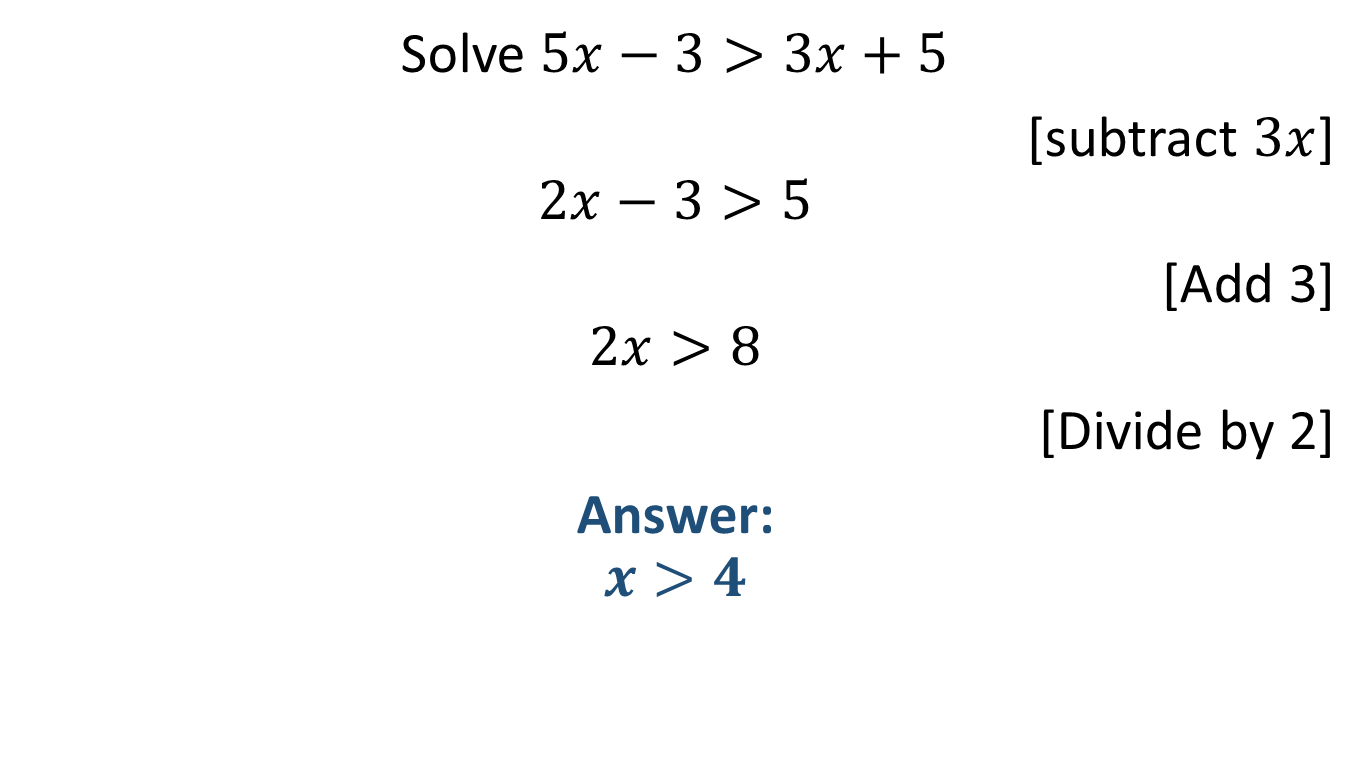 Solve 5𝑥 − 3 > 3𝑥 + 5
[subtract 3𝑥]
2𝑥 − 3 > 5
[Add 3]
2𝑥 > 8
[Divide by 2]
Answer:
𝒙 > 𝟒